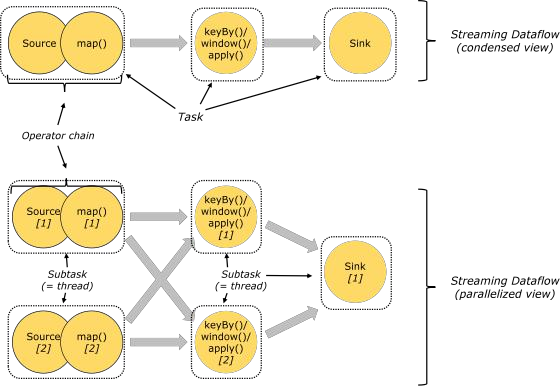 Source
map()
keyBy()/
window()/
apply()
Sink
Streaming Dataflow
(condensed view)
Task
Operator chain
Source
[1]
map()
[1]
keyBy()/
window()/
apply()
[1]
Subtask
(= thread)
Subtask
(= thread)
Sink
[1]
Streaming Dataflow
(parallelized view)
Source
[2]
map()
[2]
keyBy()/
window()/
apply()
[2]